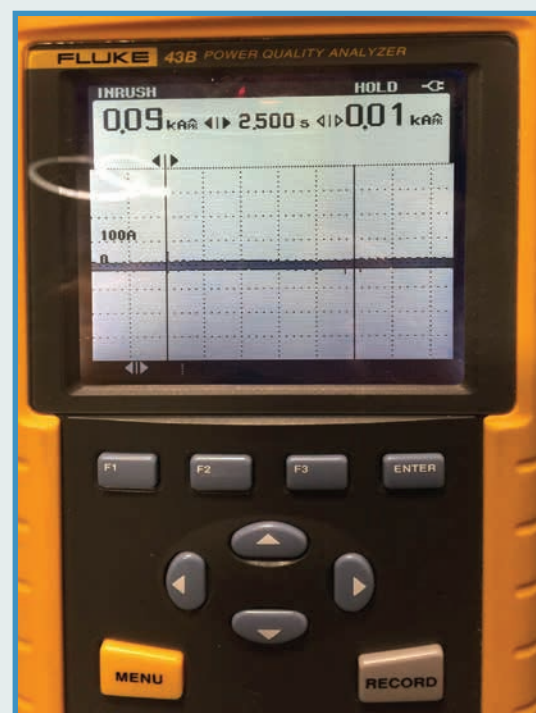 FLUKE 43B POWER QUALITY ANALYZER
INRUSH HOLD
0,09 kA 2,500 s 0,01 kA
100A
0
F1 F2 F3 ENTER
MENU RECORD